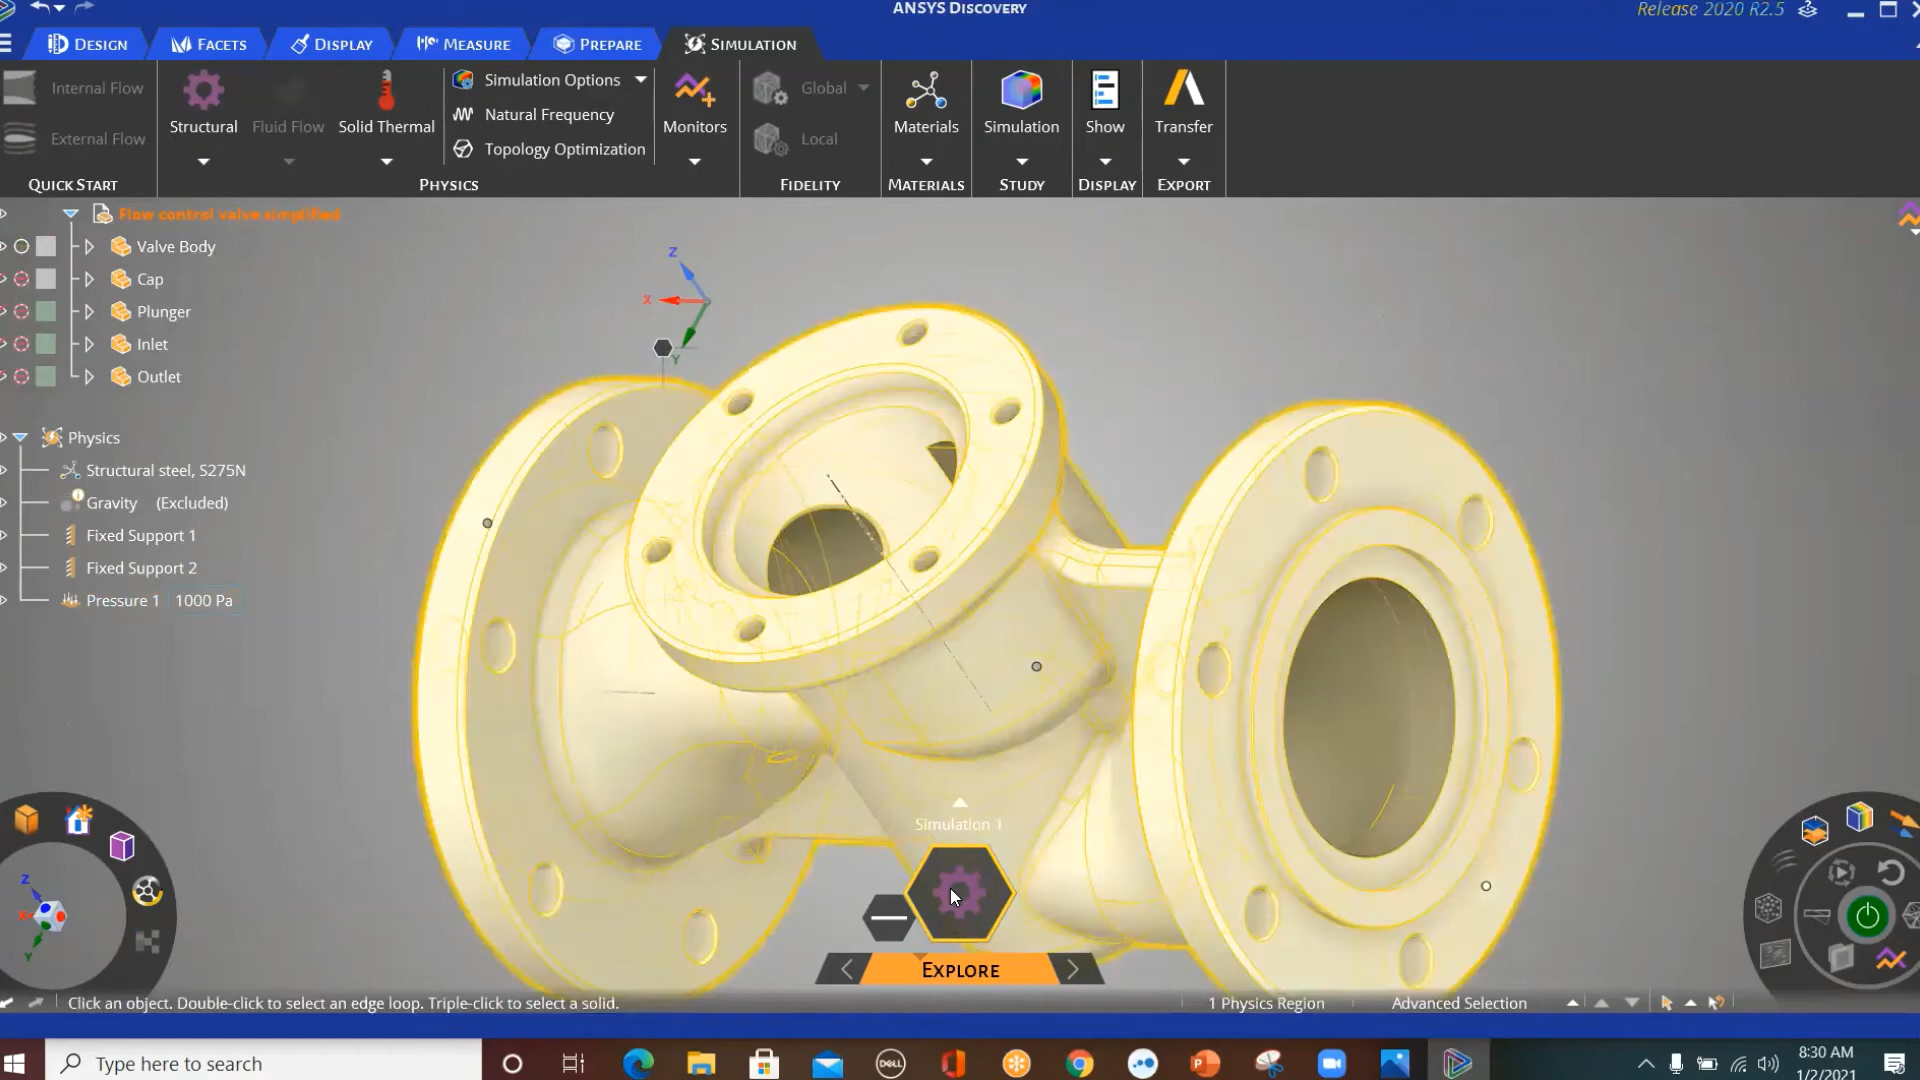 ANSYS Discovery
Release 2020 R2.5
Design
Facets
Display
Measure
Prepare
Simulation
Internal Flow
External Flow
Quick Start
Structural
Fluid Flow
Solid Thermal
Simulation Options
Natural Frequency
Topology Optimization
Physics
Monitors
Global
Local
Fidelity
Materials
Materials
Simulation
Study
Show
Display
Transfer
Export
Flow control valve simplified
Valve Body
Cap
Plunger
Inlet
Outlet
Physics
Structural steel, S275N
Gravity (Excluded)
Fixed Support 1
Fixed Support 2
Pressure 1 1000 Pa
Z
X
Y
Simulation 1
Explore
Z
X
Y
Click an object. Double-click to select an edge loop. Triple-click to select a solid.
1 Physics Region
Advanced Selection
Type here to search
DELL
8:30 AM
1/2/2021